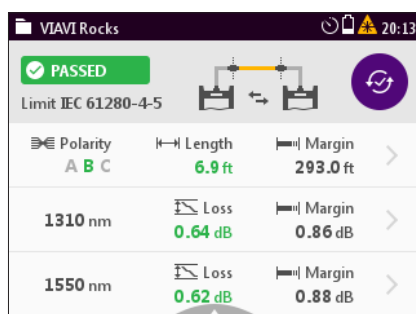 VIAVI Rocks 20:13
PASSED
Limit IEC 61280-4-5
Polarity Length Margin
A B C 6.9 ft 293.0 ft
Loss Margin
1310 nm
0.64 dB 0.86 dB
Loss Margin
1550 nm
0.62 dB 0.88 dB